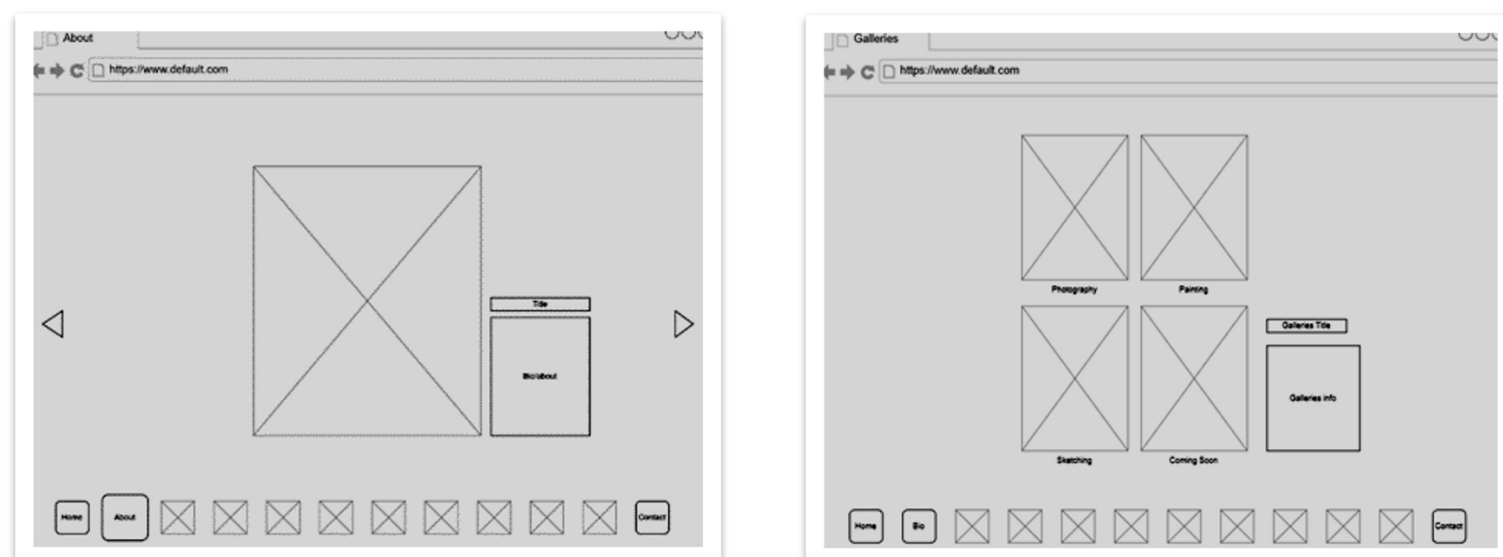 About
https://www.default.com
Title
Bio/about
Home
About
Contact
Galleries
https://www.default.com
Photography
Painting
Galleries Title
Galleries info
Sketching
Coming Soon
Home
Bio
Contact